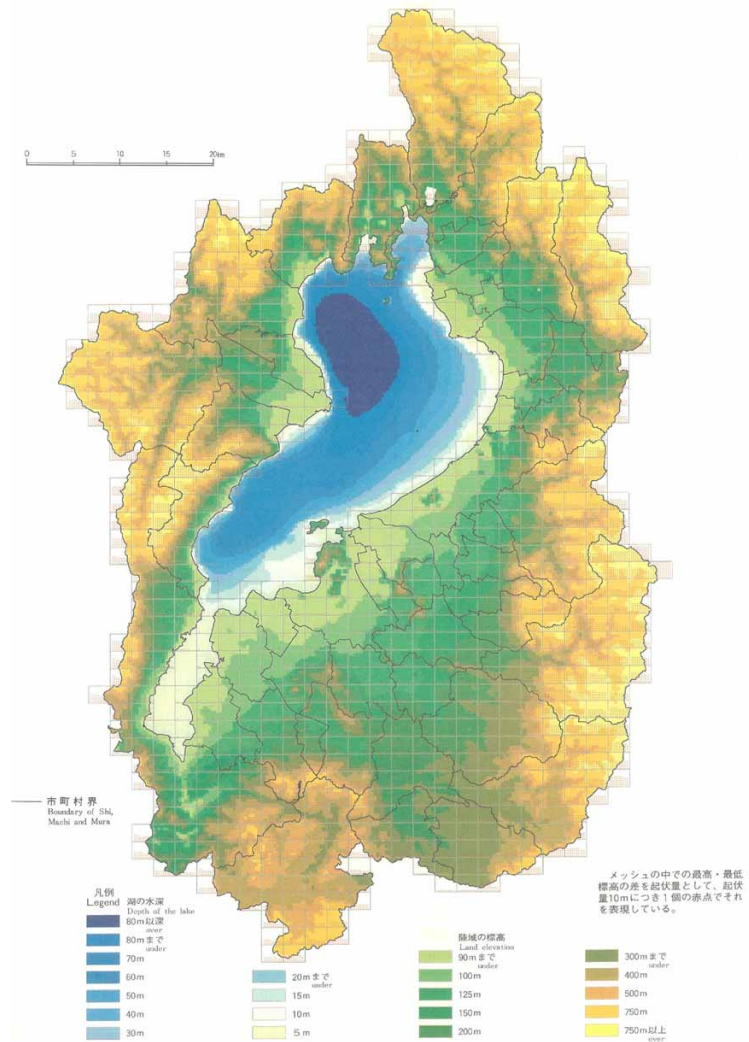 0 5 10 15 20km
市町村界
Boundary of Shi,
Machi and Mura
メッシュの中での最高・最低
標高の差を起伏量として、起伏
量10mにつき1個の赤点でそれ
を表現している。
凡例
Legend
湖の水深
Depth of the lake
80m以深
over
80mまで
under
70m
60m
50m
40m
30m
20mまで
under
15m
10m
5m
陸域の標高
Land elevation
90mまで
under
100m
125m
150m
200m
300mまで
under
400m
500m
750m
750m以上
over